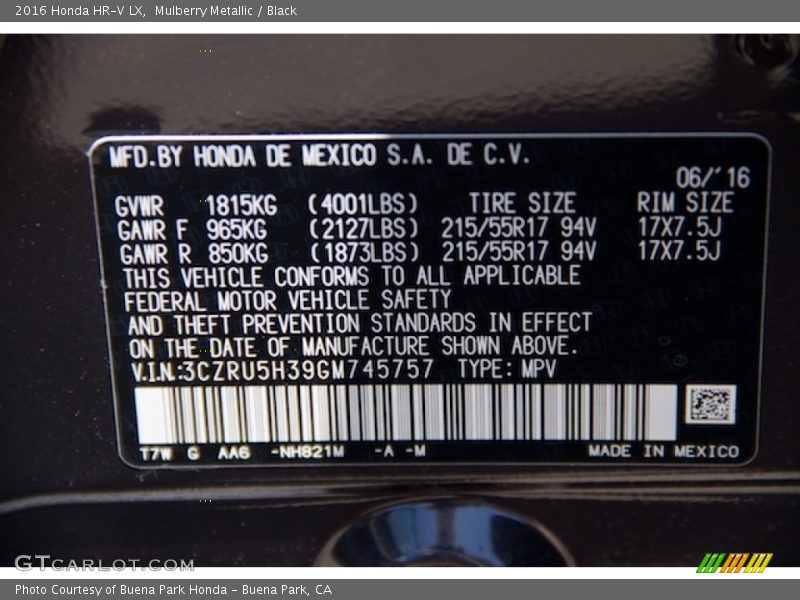 2016 Honda HR-V LX, Mulberry Metallic / Black
MFD.BY HONDA DE MEXICO S.A. DE C.V.
06/'16
GVWR 1815KG (4001LBS) TIRE SIZE RIM SIZE
GAWR F 965KG (2127LBS) 215/55R17 94V 17X7.5J
GAWR R 850KG (1873LBS) 215/55R17 94V 17X7.5J
THIS VEHICLE CONFORMS TO ALL APPLICABLE
FEDERAL MOTOR VEHICLE SAFETY
AND THEFT PREVENTION STANDARDS IN EFFECT
ON THE DATE OF MANUFACTURE SHOWN ABOVE.
V.I.N:3CZRU5H39GM745757 TYPE: MPV
T7W G AA6 -NH821M -A -M MADE IN MEXICO
GTCARLOT.COM
Photo Courtesy of Buena Park Honda - Buena Park, CA